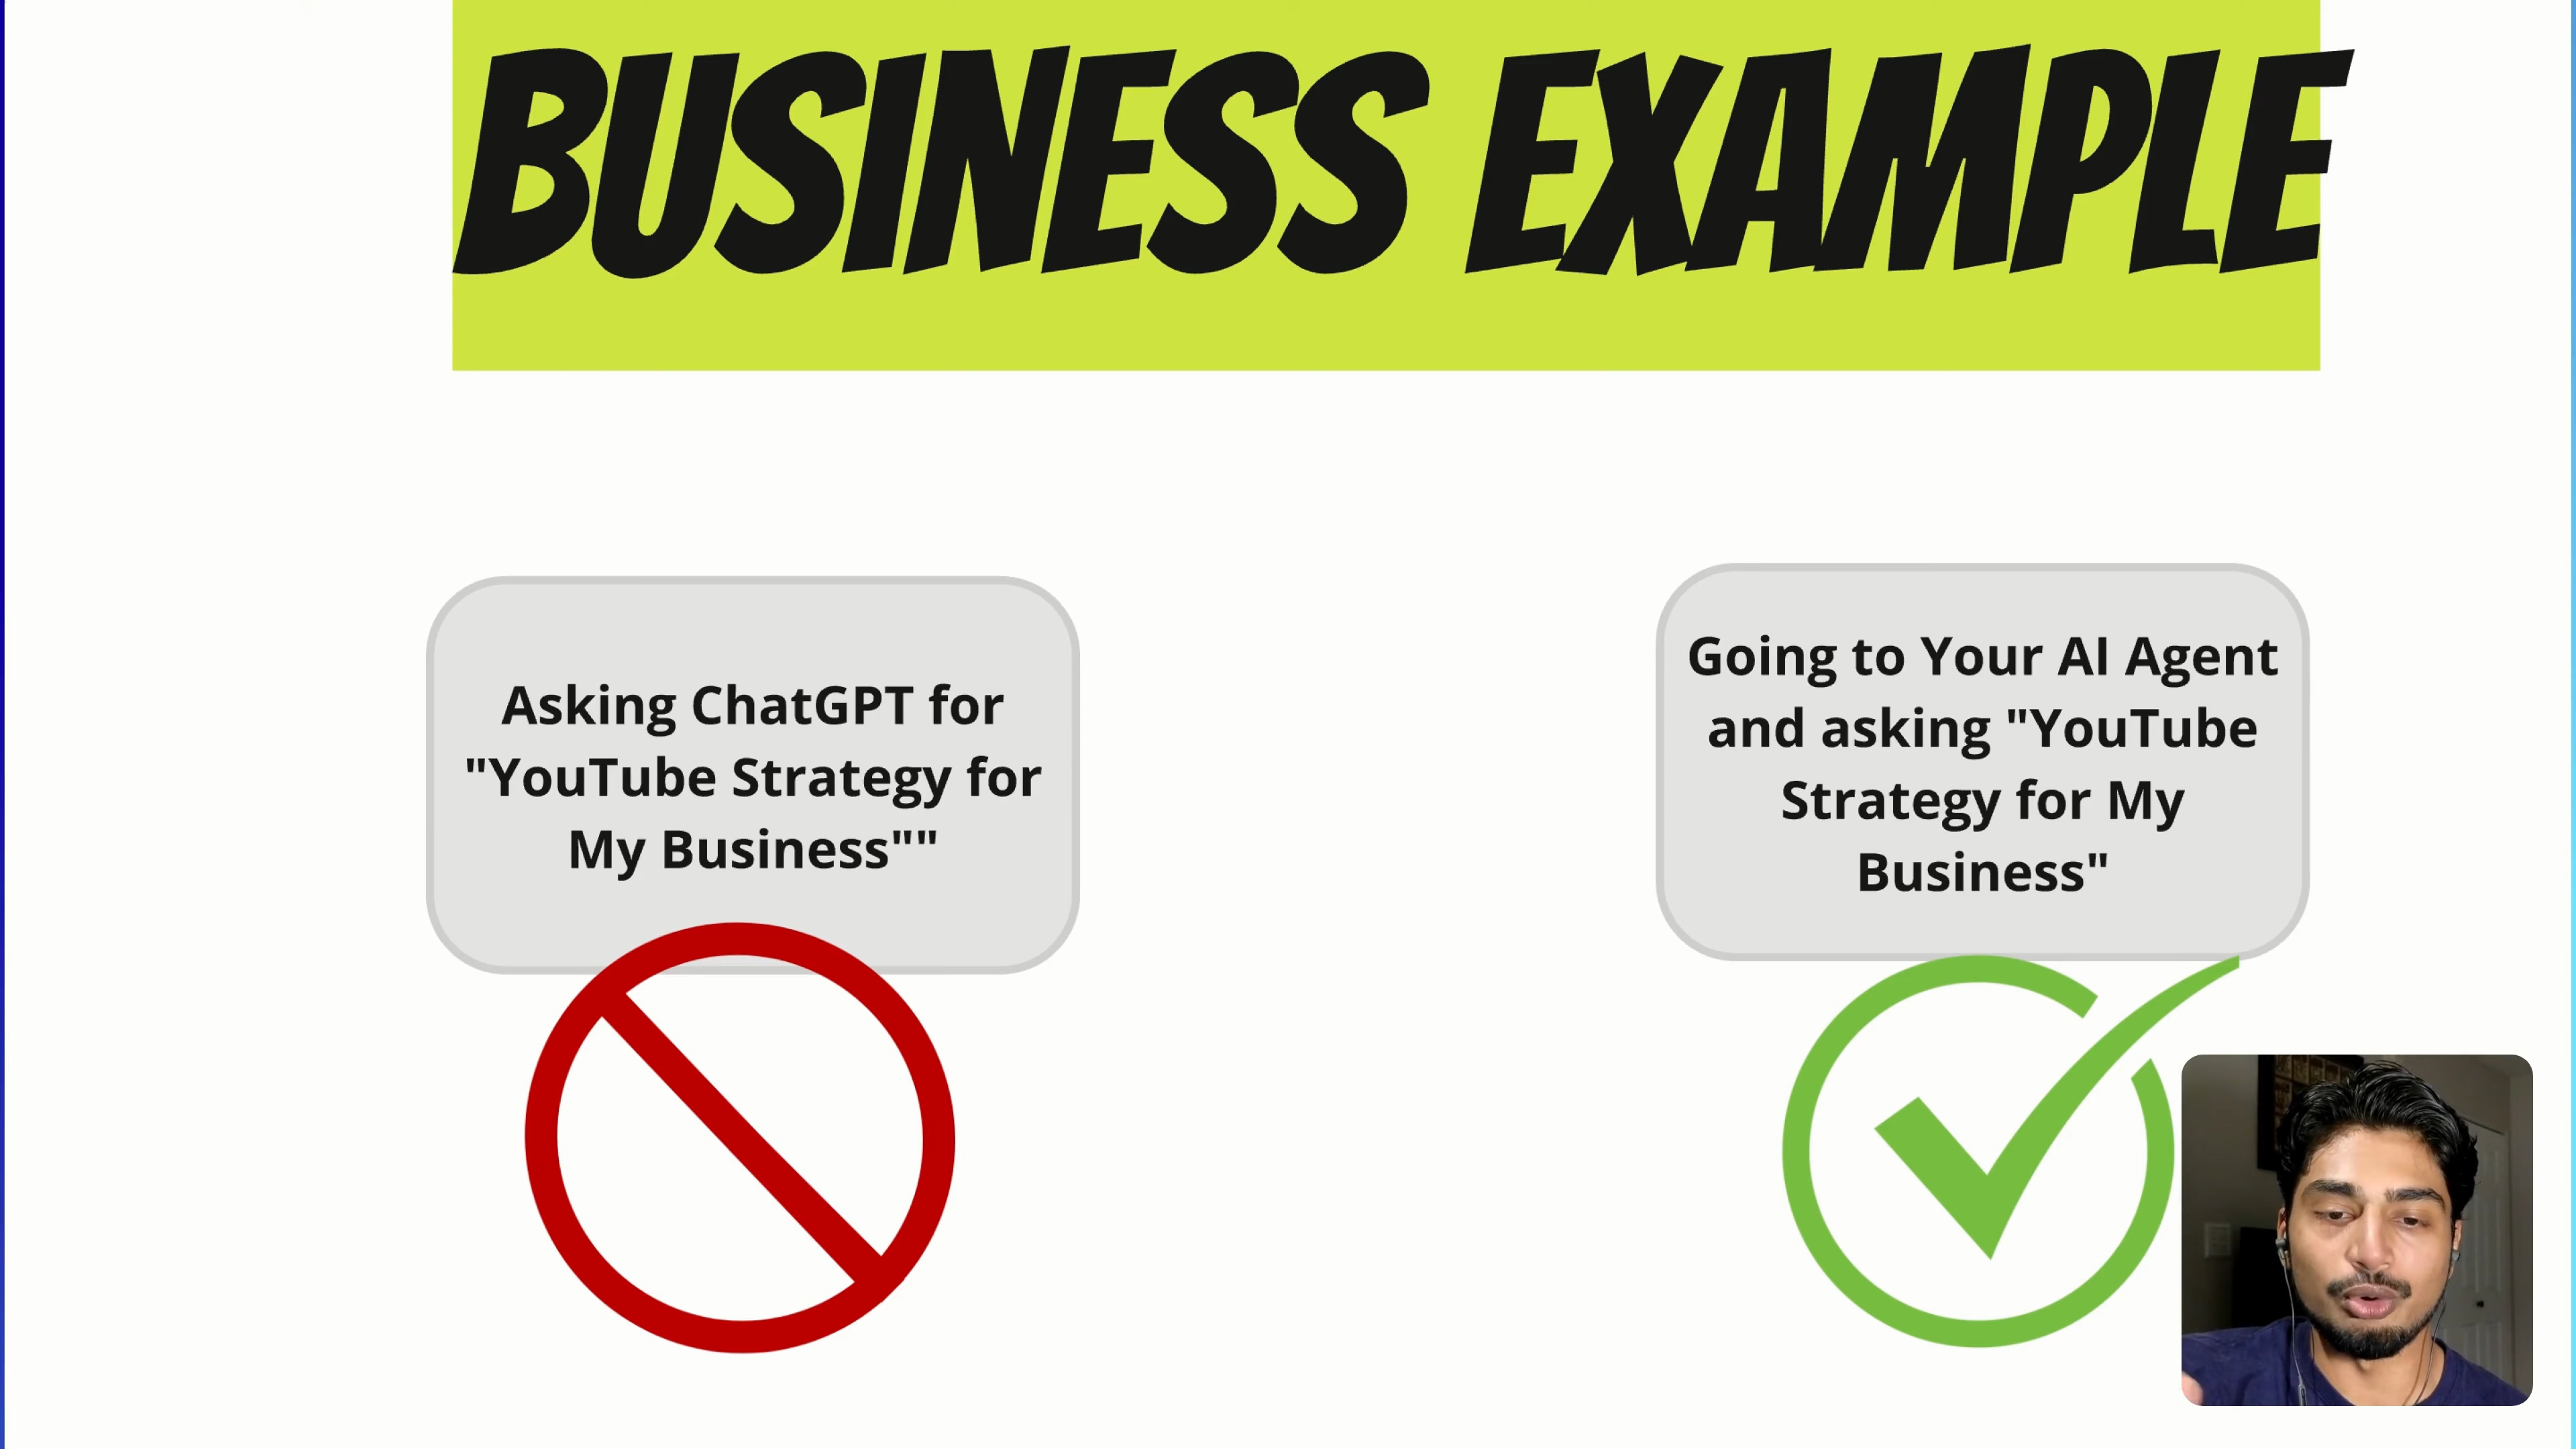 BUSINESS EXAMPLE
Asking ChatGPT for
"YouTube Strategy for
My Business""
Going to Your AI Agent
and asking "YouTube
Strategy for My
Business"